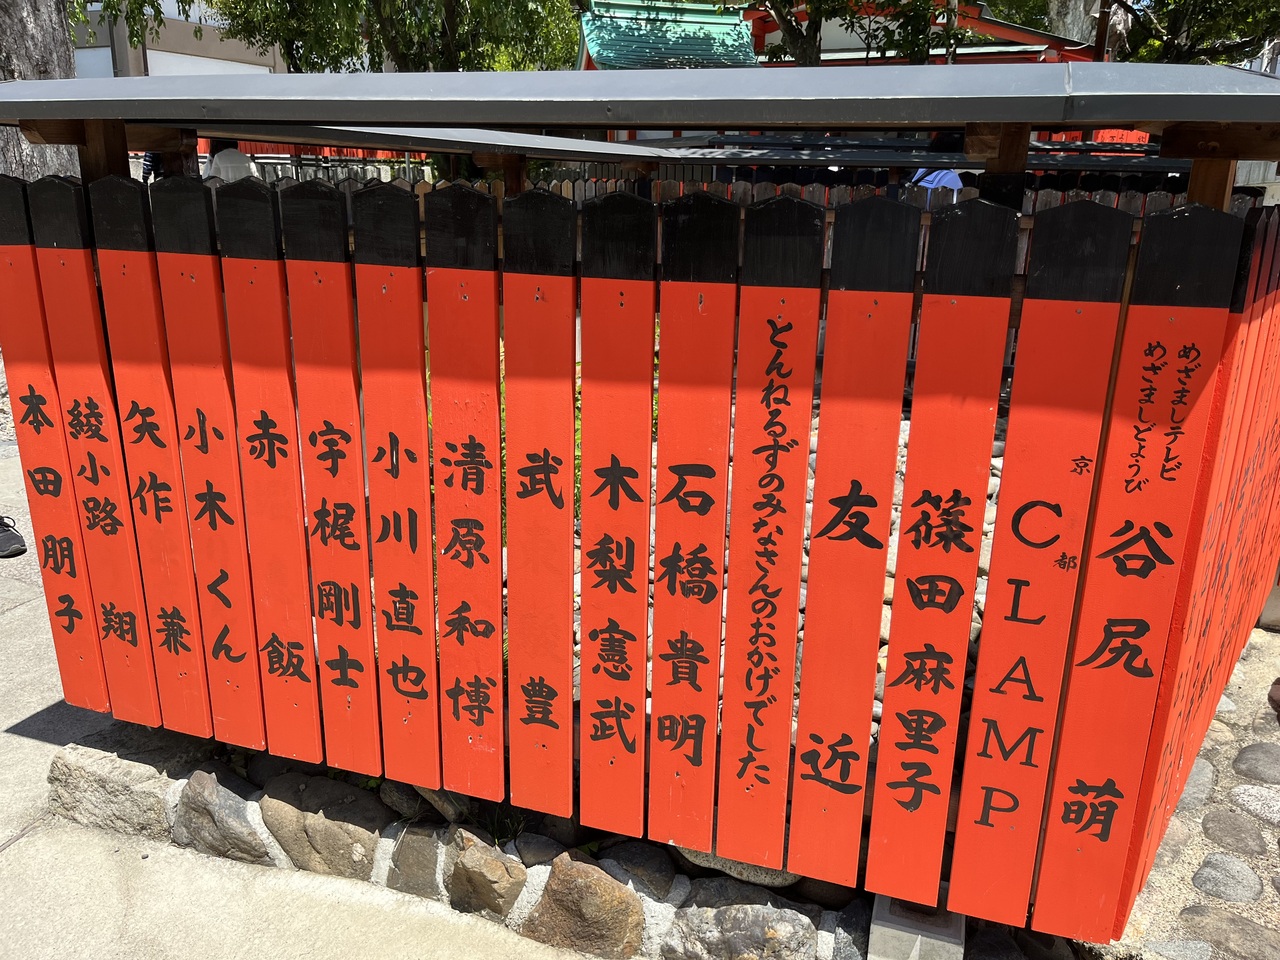 めざましテレビ
めざましどようび
谷尻 萌
京都
CLAMP
篠田 麻里子
友近
とんねるずのみなさんのおかげでした
石橋貴明
木梨憲武
武豊
清原和博
小川直也
宇梶剛士
赤飯
小木くん
矢作 兼
綾小路 翔
本田朋子